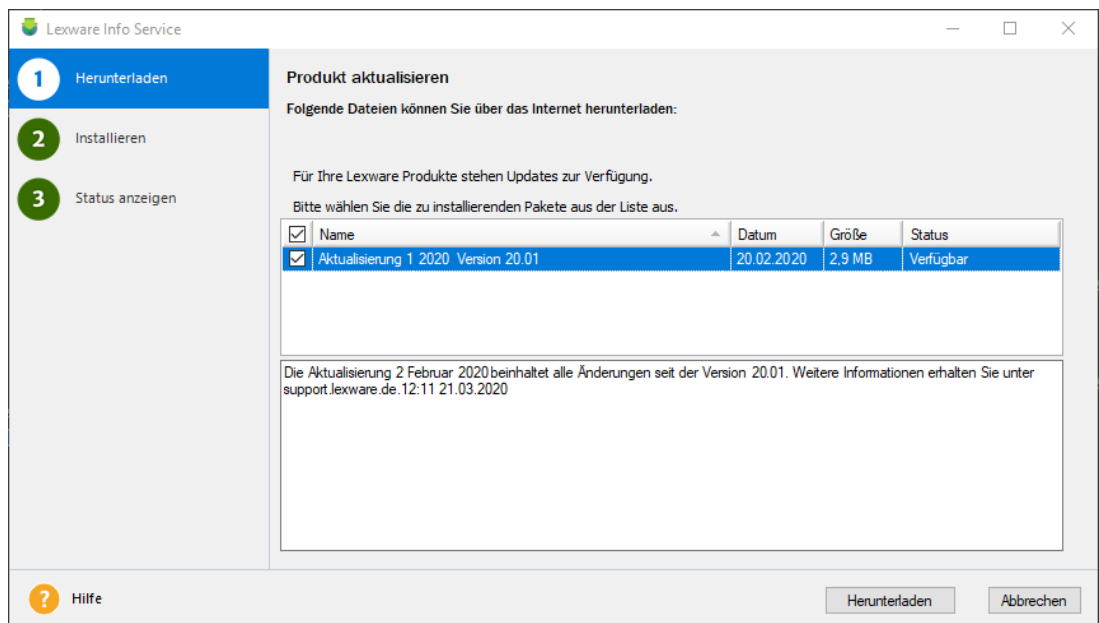 Lexware Info Service
1 Herunterladen
2 Installieren
3 Status anzeigen
Produkt aktualisieren
Folgende Dateien können Sie über das Internet herunterladen:
Für Ihre Lexware Produkte stehen Updates zur Verfügung.
Bitte wählen Sie die zu installierenden Pakete aus der Liste aus.
Name Datum Größe Status
Aktualisierung 1 2020 Version 20.01 20.02.2020 2,9 MB Verfügbar
Die Aktualisierung 2 Februar 2020 beinhaltet alle Änderungen seit der Version 20.01. Weitere Informationen erhalten Sie unter
support.lexware.de.12:11 21.03.2020
? Hilfe
Herunterladen Abbrechen